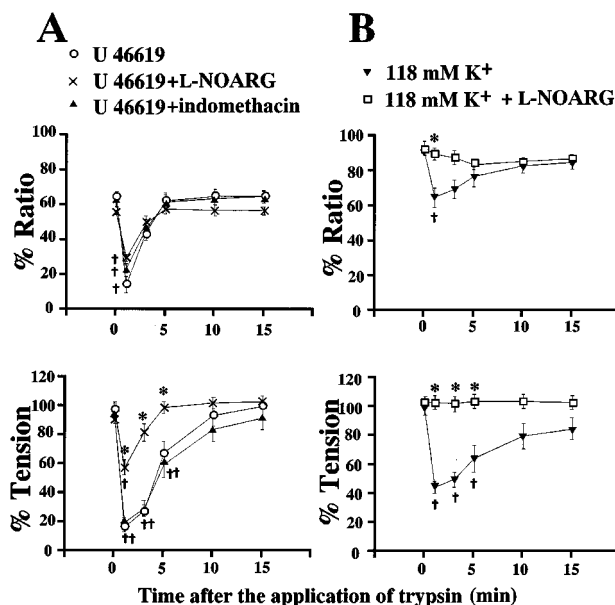 A
U 46619
U 46619+L-NOARG
U 46619+indomethacin
B
118 mM K+
118 mM K+ + L-NOARG
% Ratio
100
80
60
40
20
0
†
†
†
0 5 10 15
% Ratio
100
80
60
40
20
0
*
†
0 5 10 15
% Tension
120
100
80
60
40
20
0
*
*
*
†
††
††
††
0 5 10 15
% Tension
120
100
80
60
40
20
0
* * *
† † †
0 5 10 15
Time after the application of trypsin (min)